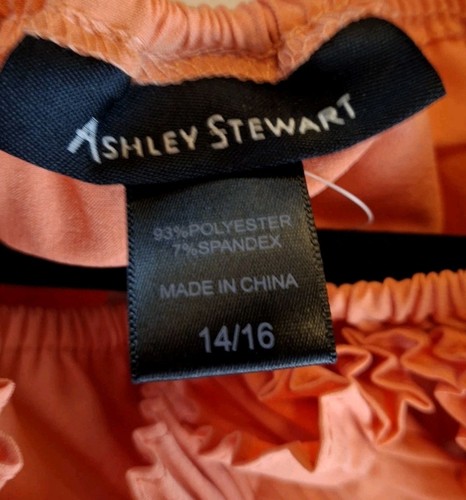 ASHLEY STEWART
93%POLYESTER
7%SPANDEX
MADE IN CHINA
14/16